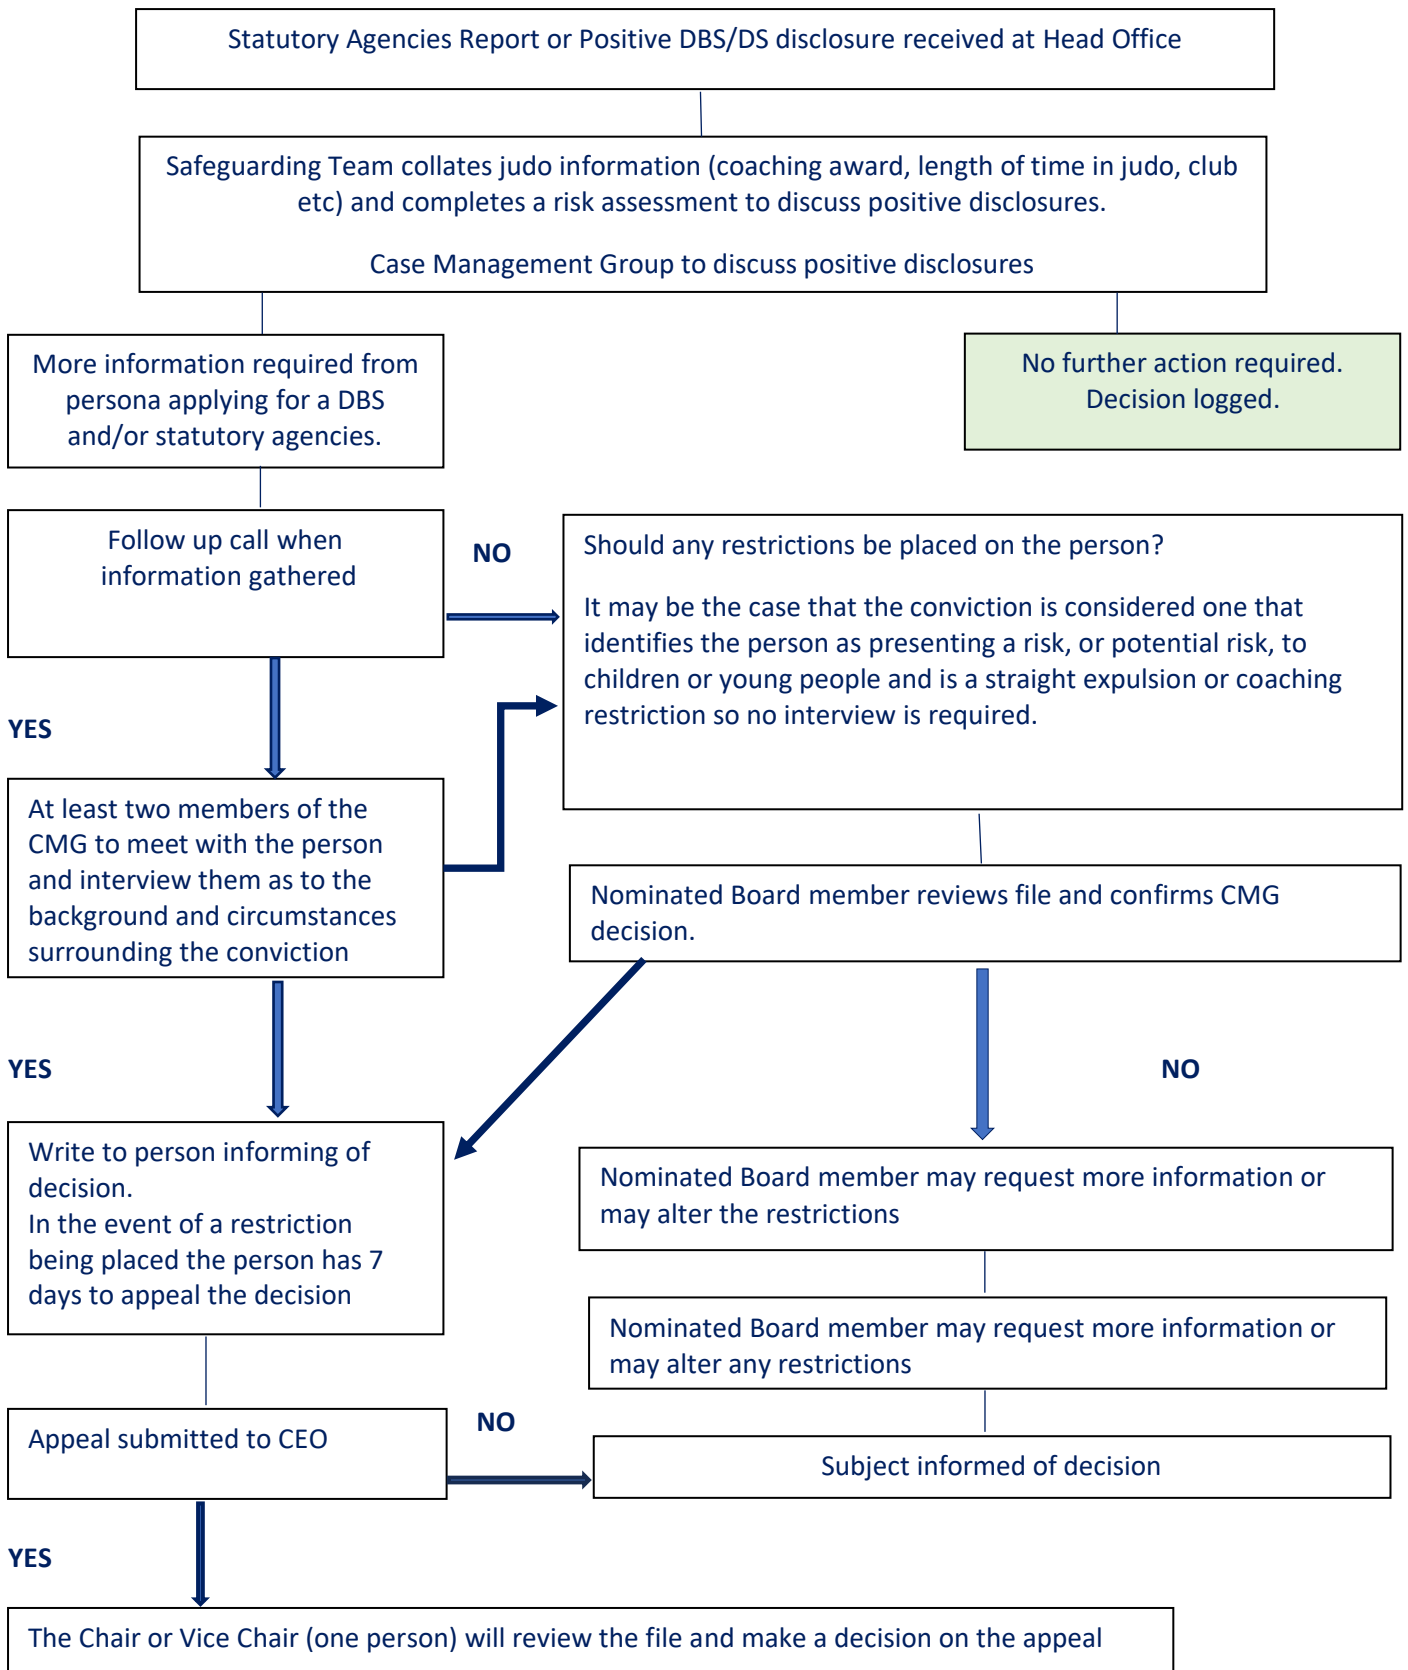 Statutory Agencies Report or Positive DBS/DS disclosure received at Head Office
Safeguarding Team collates judo information (coaching award, length of time in judo, club
etc) and completes a risk assessment to discuss positive disclosures.
Case Management Group to discuss positive disclosures
More information required from
persona applying for a DBS
and/or statutory agencies.
No further action required.
Decision logged.
Follow up call when
information gathered
NO
Should any restrictions be placed on the person?
It may be the case that the conviction is considered one that
identifies the person as presenting a risk, or potential risk, to
children or young people and is a straight expulsion or coaching
restriction so no interview is required.
YES
At least two members of the
CMG to meet with the person
and interview them as to the
background and circumstances
surrounding the conviction
Nominated Board member reviews file and confirms CMG
decision.
YES
NO
Write to person informing of
decision.
In the event of a restriction
being placed the person has 7
days to appeal the decision
Nominated Board member may request more information or
may alter the restrictions
Nominated Board member may request more information or
may alter any restrictions
Appeal submitted to CEO
NO
Subject informed of decision
YES
The Chair or Vice Chair (one person) will review the file and make a decision on the appeal